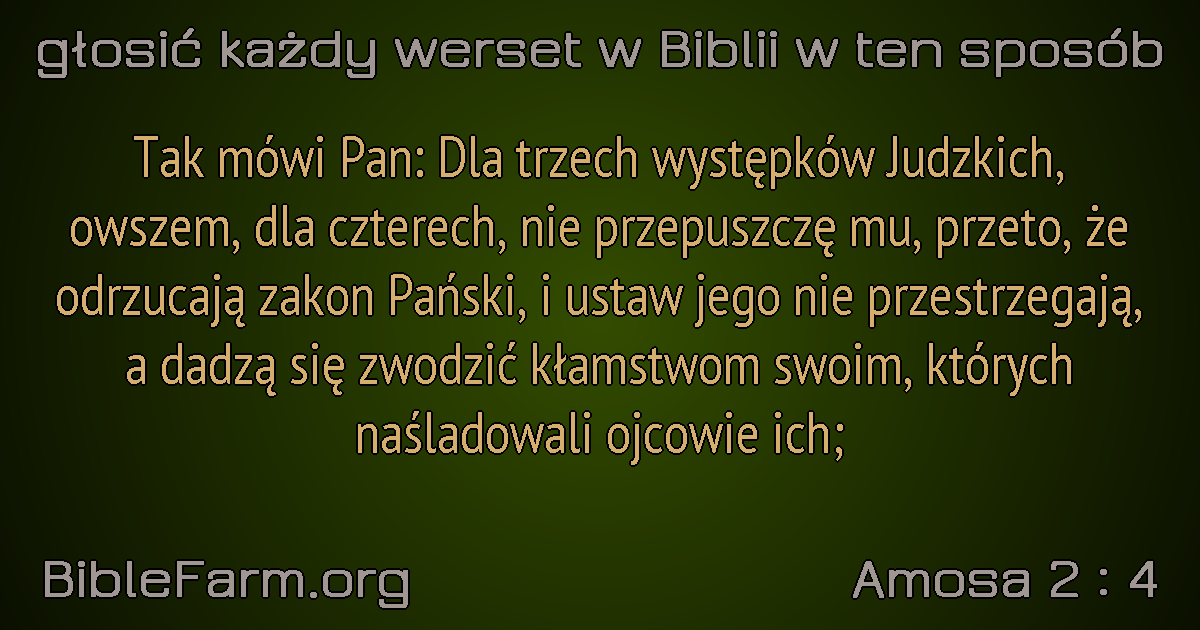 głosić każdy werset w Biblii w ten sposób
Tak mówi Pan: Dla trzech występków Judzkich,
owszem, dla czterech, nie przepuszczę mu, przeto, że
odrzucają zakon Pański, i ustaw jego nie przestrzegają,
a dadzą się zwodzić kłamstwom swoim, których
naśladowali ojcowie ich;
BibleFarm.org
Amosa 2 : 4